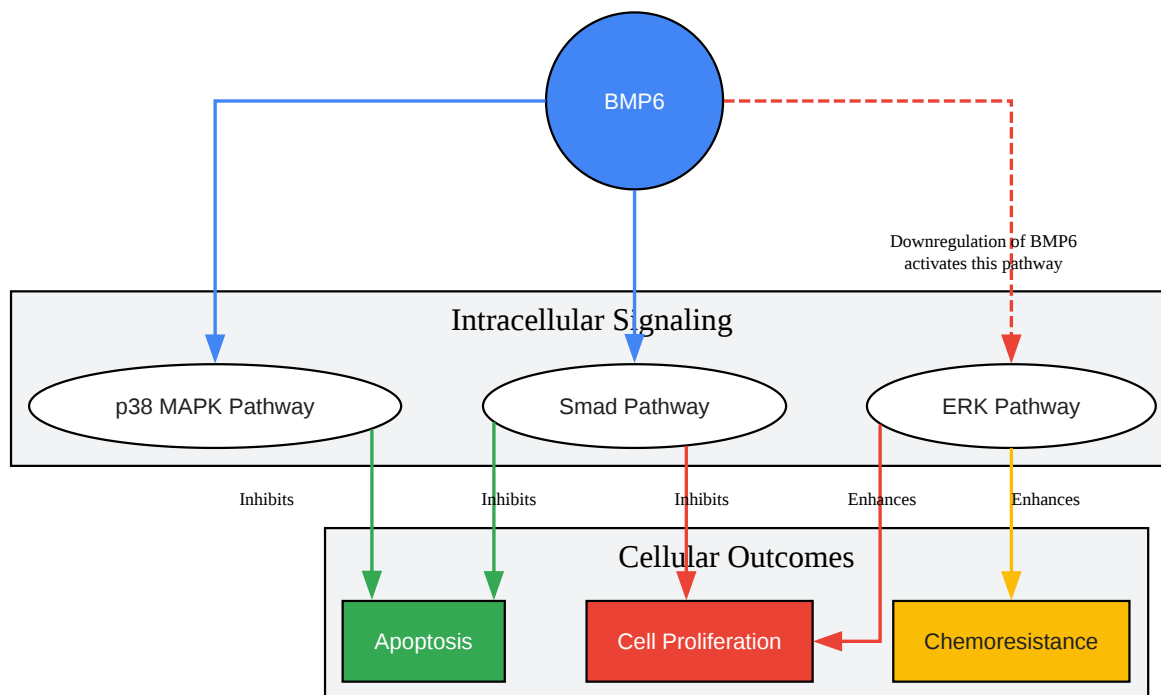 BMP6
Downregulation of BMP6
activates this pathway
Intracellular Signaling
p38 MAPK Pathway
Smad Pathway
ERK Pathway
Inhibits
Inhibits
Inhibits
Enhances
Enhances
Cellular Outcomes
Apoptosis
Cell Proliferation
Chemoresistance